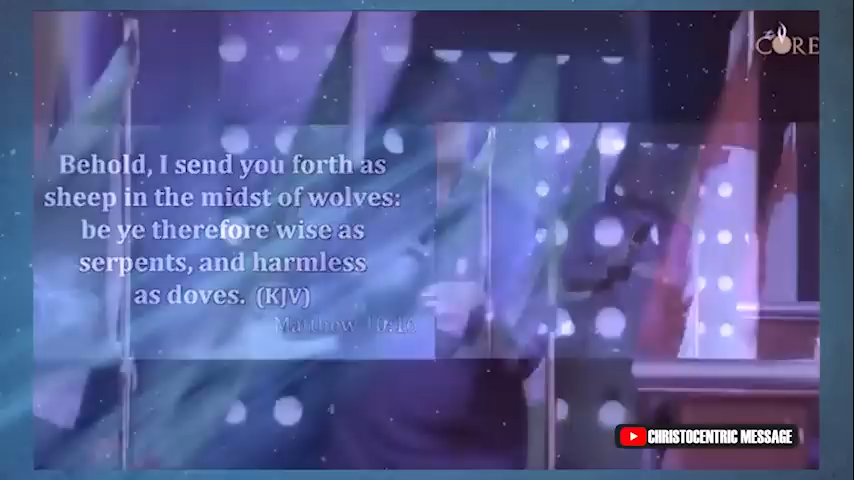 CORE
Behold, I send you forth as
sheep in the midst of wolves:
be ye therefore wise as
serpents, and harmless
as doves. (KJV)
Matthew 10:16
CHRISTOCENTRIC MESSAGE